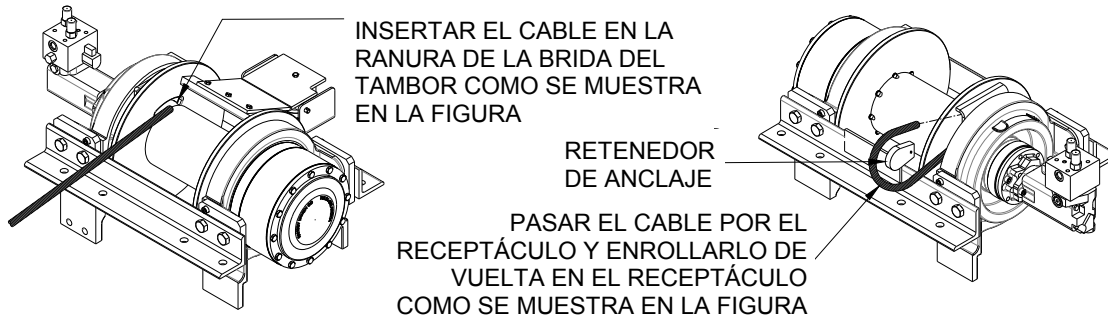 INSERTAR EL CABLE EN LA
RANURA DE LA BRIDA DEL
TAMBOR COMO SE MUESTRA
EN LA FIGURA
RETENEDOR
DE ANCLAJE
PASAR EL CABLE POR EL
RECEPTÁCULO Y ENROLLARLO DE
VUELTA EN EL RECEPTÁCULO
COMO SE MUESTRA EN LA FIGURA